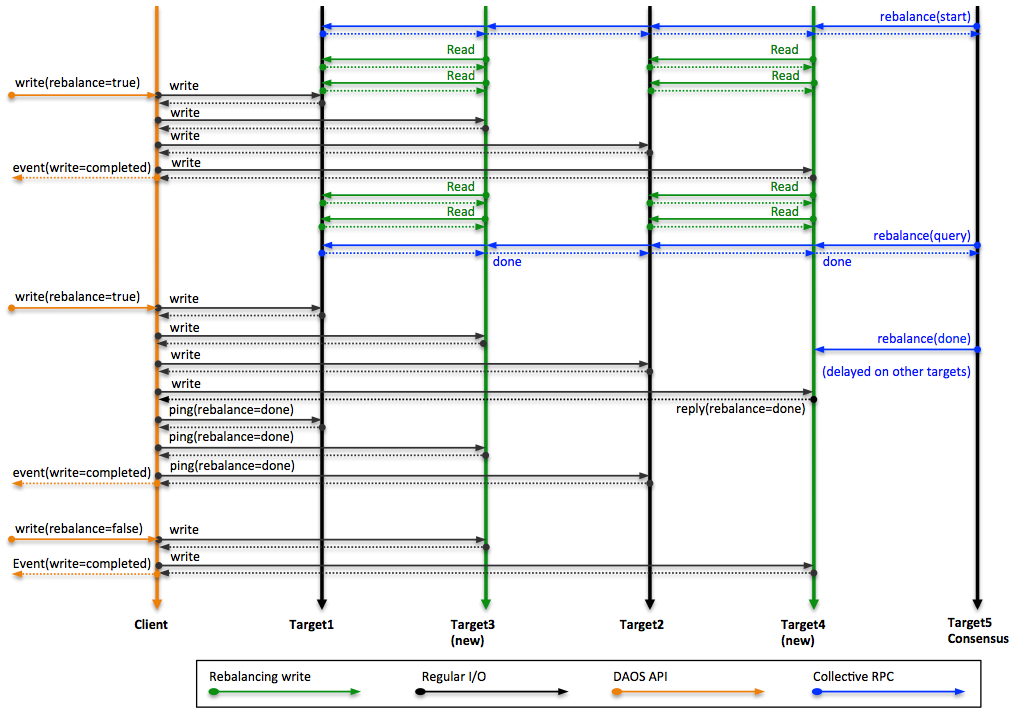 rebalance(start)
Read
Read
Read
Read
write(rebalance=true)
write
write
write
event(write=completed)
write
Read
Read
Read
Read
rebalance(query)
done
done
write(rebalance=true)
write
write
rebalance(done)
write
(delayed on other targets)
write
ping(rebalance=done)
reply(rebalance=done)
ping(rebalance=done)
ping(rebalance=done)
event(write=completed)
write(rebalance=false)
write
Event(write=completed)
write
Client
Target1
Target3
(new)
Target2
Target4
(new)
Target5
Consensus
Rebalancing write
Regular I/O
DAOS API
Collective RPC